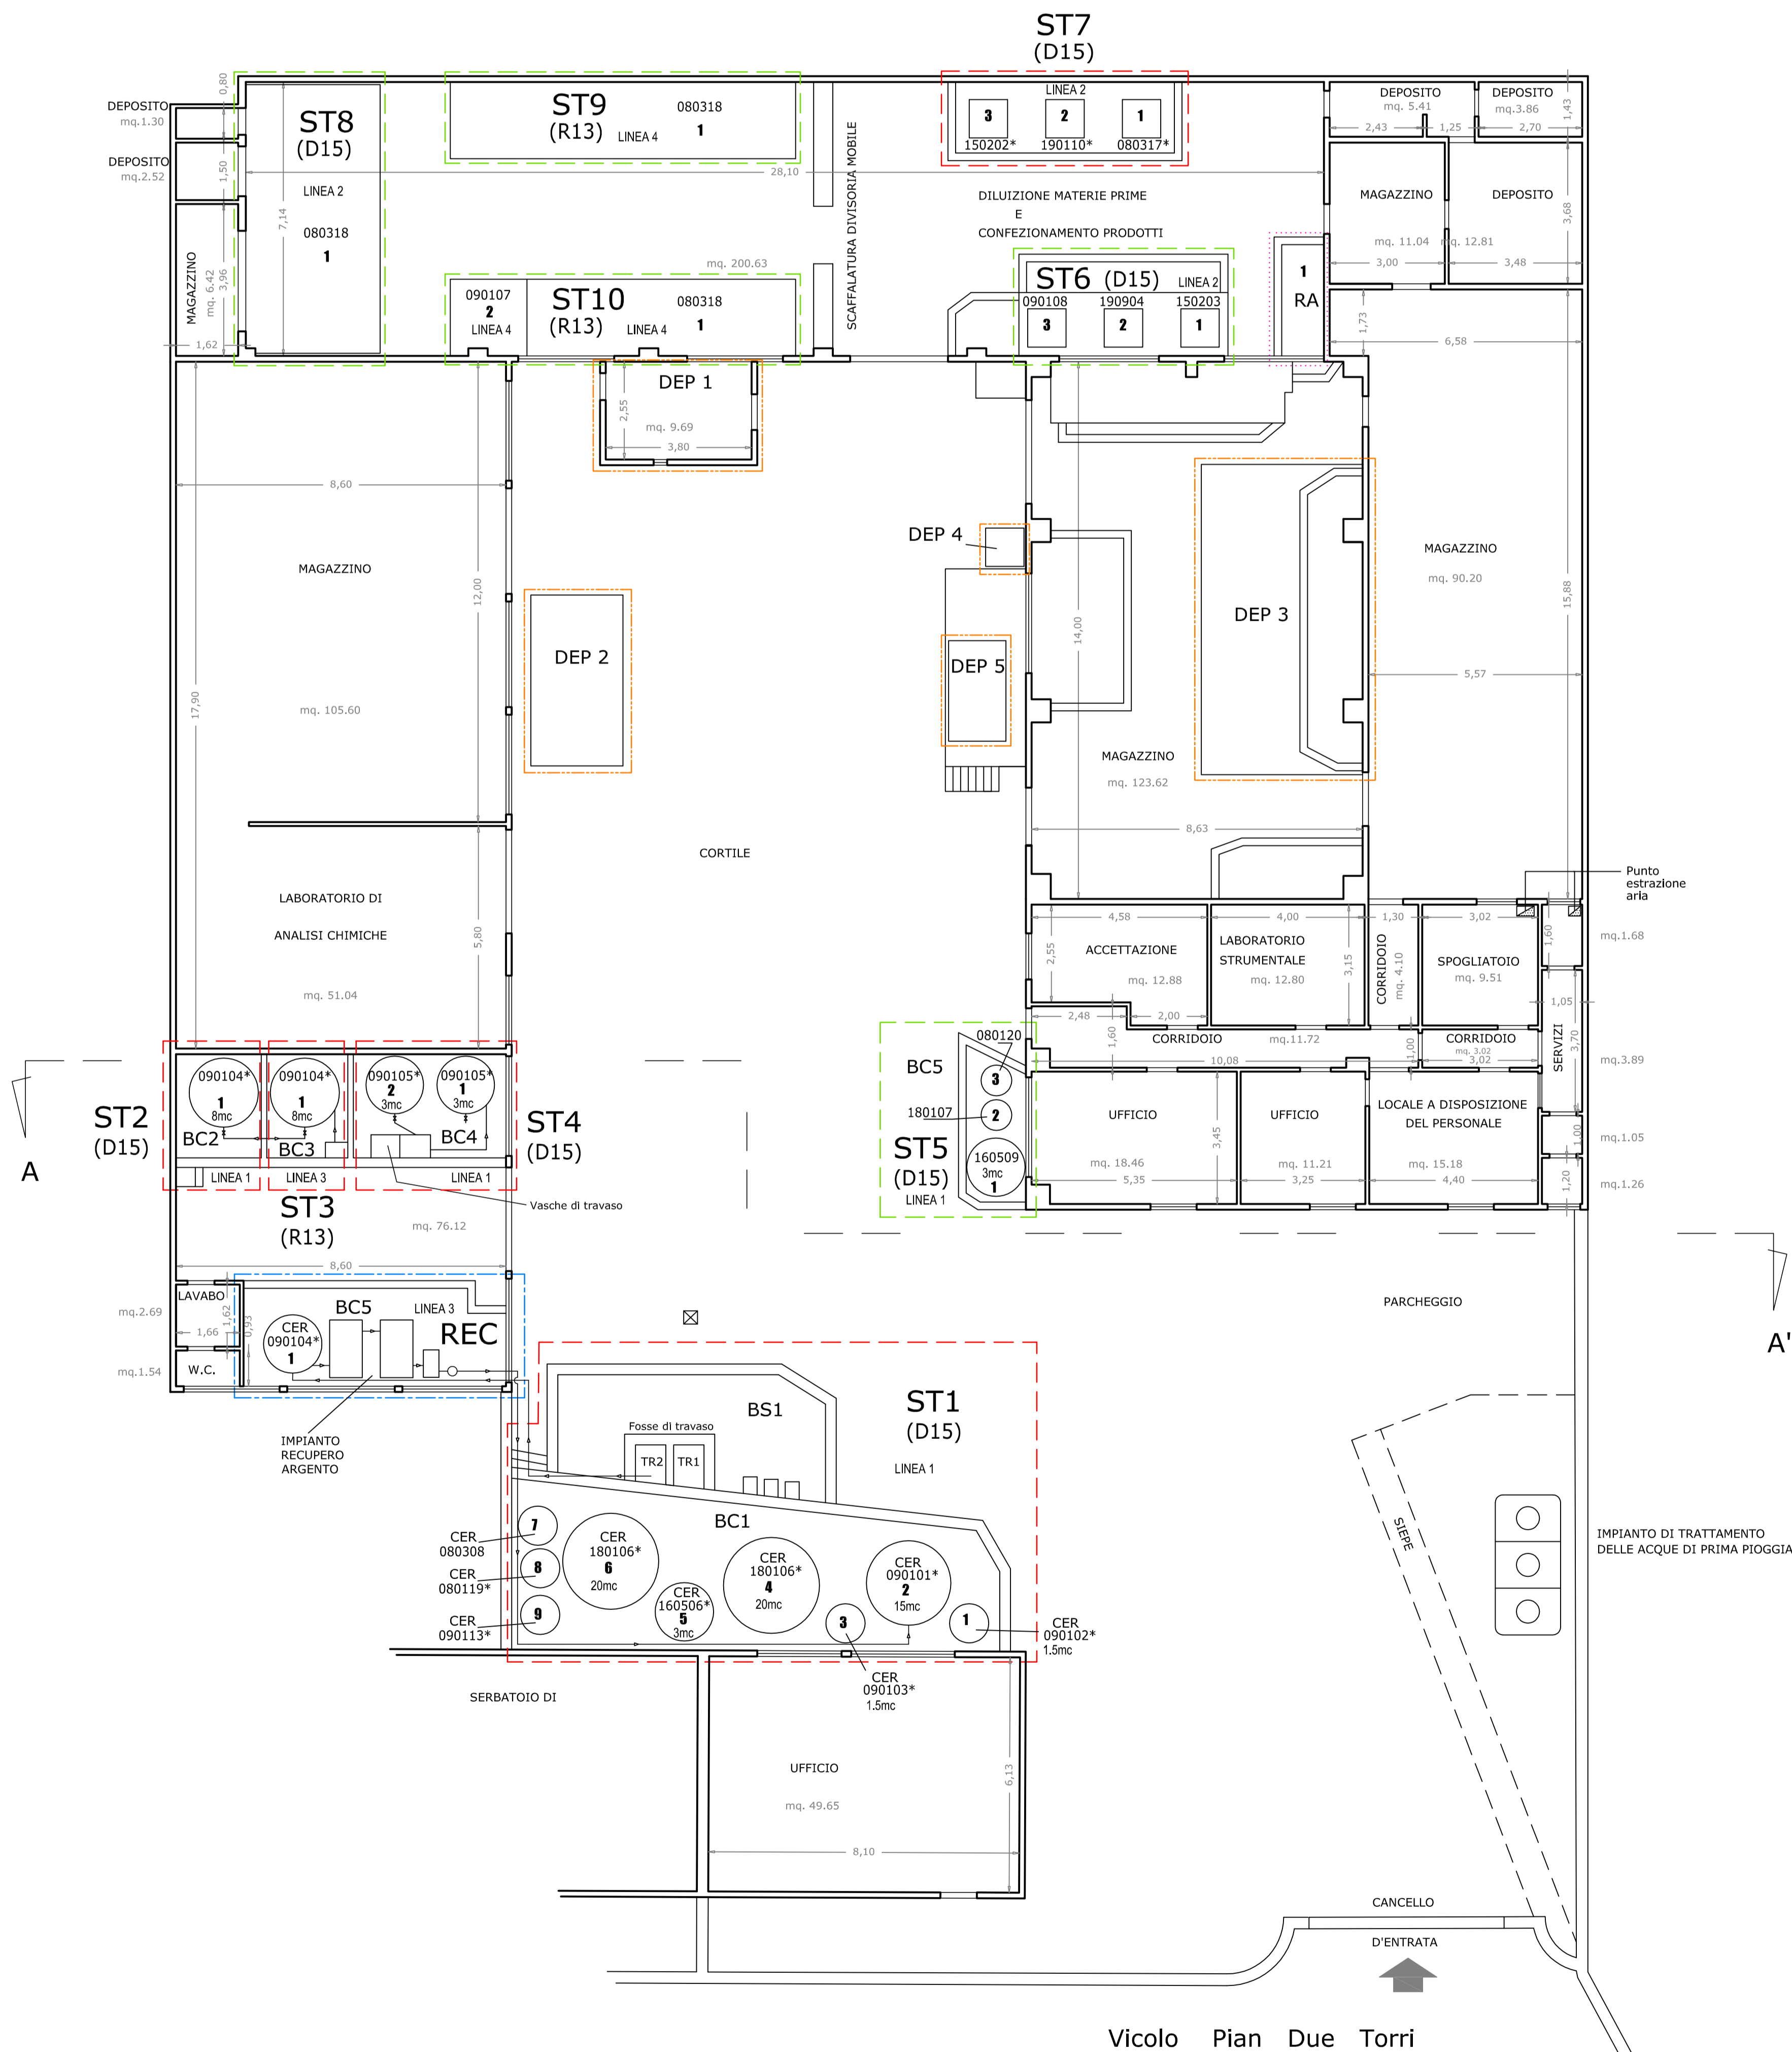 ST7
(D15)
DEPOSITO
mq.1.30
0,80
ST8
(D15)
LINEA 2
080318
1
7,14
ST9
(R13)
LINEA 4
080318
1
SCAFFALATURA DIVISORIA MOBILE
LINEA 2
3
2
1
150202*
190110*
080317*
DEPOSITO
mq. 5.41
DEPOSITO
mq.3.86
1,43
2,43
1,25
2,70
DEPOSITO
mq.2.52
1,50
28,10
DILUIZIONE MATERIE PRIME
E
CONFEZIONAMENTO PRODOTTI
MAGAZZINO
mq. 11.04
3,00
DEPOSITO
mq. 12.81
3,48
3,68
MAGAZZINO
mq. 6.42
3,96
1,62
mq. 200.63
090107
2
LINEA 4
ST10
(R13)
LINEA 4
080318
1
ST6
(D15)
LINEA 2
090108
190904
150203
3
2
1
1
RA
1,73
6,58
DEP 1
2,55
mq. 9.69
3,80
8,60
MAGAZZINO
12,00
mq. 105.60
17,90
DEP 2
DEP 4
DEP 5
14,00
DEP 3
MAGAZZINO
mq. 123.62
8,63
MAGAZZINO
mq. 90.20
15,88
5,57
CORTILE
LABORATORIO DI
ANALISI CHIMICHE
5,80
mq. 51.04
Punto
estrazione
aria
4,58
ACCETTAZIONE
2,55
mq. 12.88
2,48
2,00
4,00
LABORATORIO
STRUMENTALE
mq. 12.80
3,15
1,30
CORRIDOIO
mq. 4.10
3,02
SPOGLIATOIO
mq. 9.51
1,60
mq.1.68
1,05
SERVIZI
3,70
mq.3.89
CORRIDOIO
mq.11.72
1,60
10,08
1,00
CORRIDOIO
mq. 3.02
3,02
UFFICIO
mq. 18.46
5,35
3,45
UFFICIO
mq. 11.21
3,25
LOCALE A DISPOSIZIONE
DEL PERSONALE
mq. 15.18
4,40
1,00
mq.1.05
1,20
mq.1.26
080120
BC5
3
180107
2
ST5
(D15)
LINEA 1
160509
3mc
1
A
ST2
(D15)
090104*
1
8mc
BC2
LINEA 1
090104*
1
8mc
BC3
LINEA 3
090105*
2
3mc
090105*
1
3mc
BC4
LINEA 1
ST4
(D15)
Vasche di travaso
ST3
(R13)
mq. 76.12
8,60
LAVABO
mq.2.69
1,66
1,62
0,93
W.C.
mq.1.54
CER
090104*
1
BC5
LINEA 3
REC
IMPIANTO
RECUPERO
ARGENTO
PARCHEGGIO
A'
Fosse di travaso
TR2
TR1
BS1
ST1
(D15)
LINEA 1
BC1
7
CER
080308
8
CER
080119*
9
CER
090113*
CER
180106*
6
20mc
CER
160506*
5
3mc
CER
180106*
4
20mc
3
CER
090103*
1.5mc
CER
090101*
2
15mc
1
CER
090102*
1.5mc
SIEPE
IMPIANTO DI TRATTAMENTO
DELLE ACQUE DI PRIMA PIOGGIA
SERBATOIO DI
UFFICIO
mq. 49.65
8,10
6,13
CANCELLO
D'ENTRATA
Vicolo Pian Due Torri